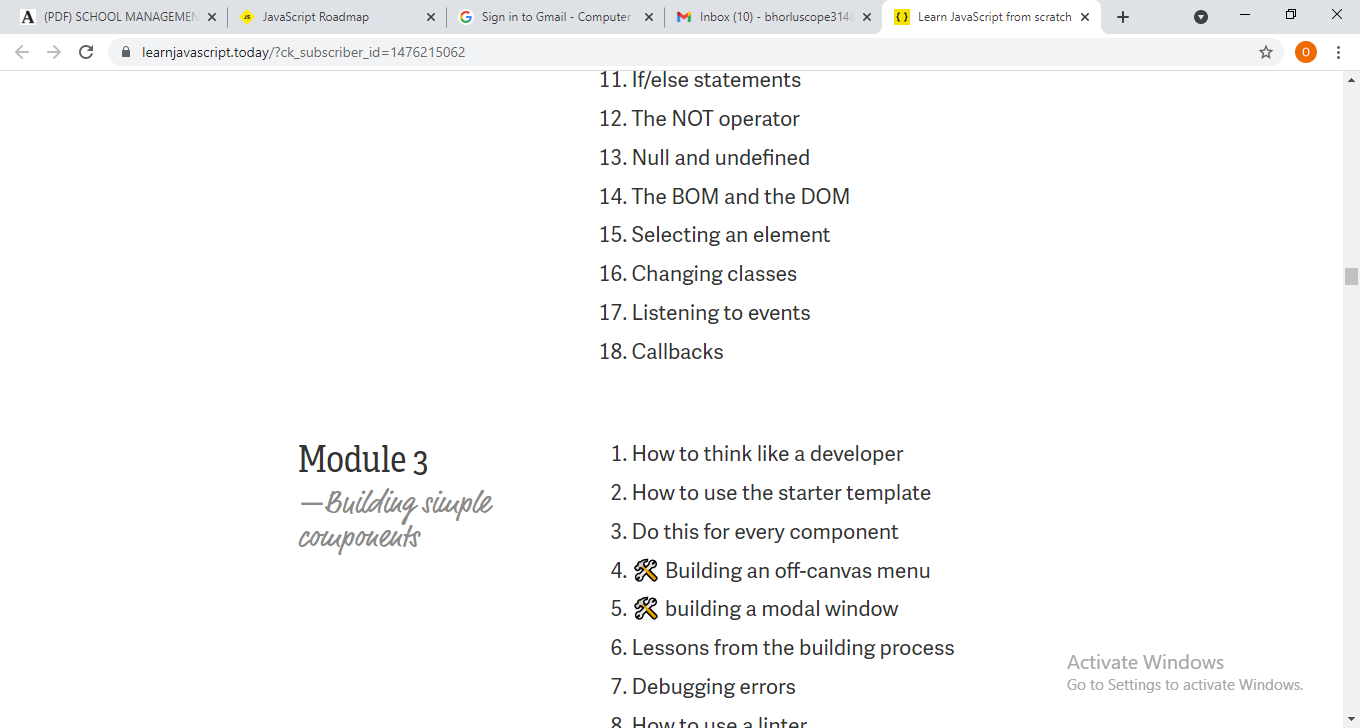 (PDF) SCHOOL MANAGEMEN
JavaScript Roadmap
Sign in to Gmail - Computer
Inbox (10) - bhorluscope314
Learn JavaScript from scratch
learnjavascript.today/?ck_subscriber_id=1476215062
O
11. If/else statements
12. The NOT operator
13. Null and undefined
14. The BOM and the DOM
15. Selecting an element
16. Changing classes
17. Listening to events
18. Callbacks
Module 3
—Building simple
components
1. How to think like a developer
2. How to use the starter template
3. Do this for every component
4. 🛠 Building an off-canvas menu
5. 🛠 building a modal window
6. Lessons from the building process
7. Debugging errors
8. How to use a linter
Activate Windows
Go to Settings to activate Windows.